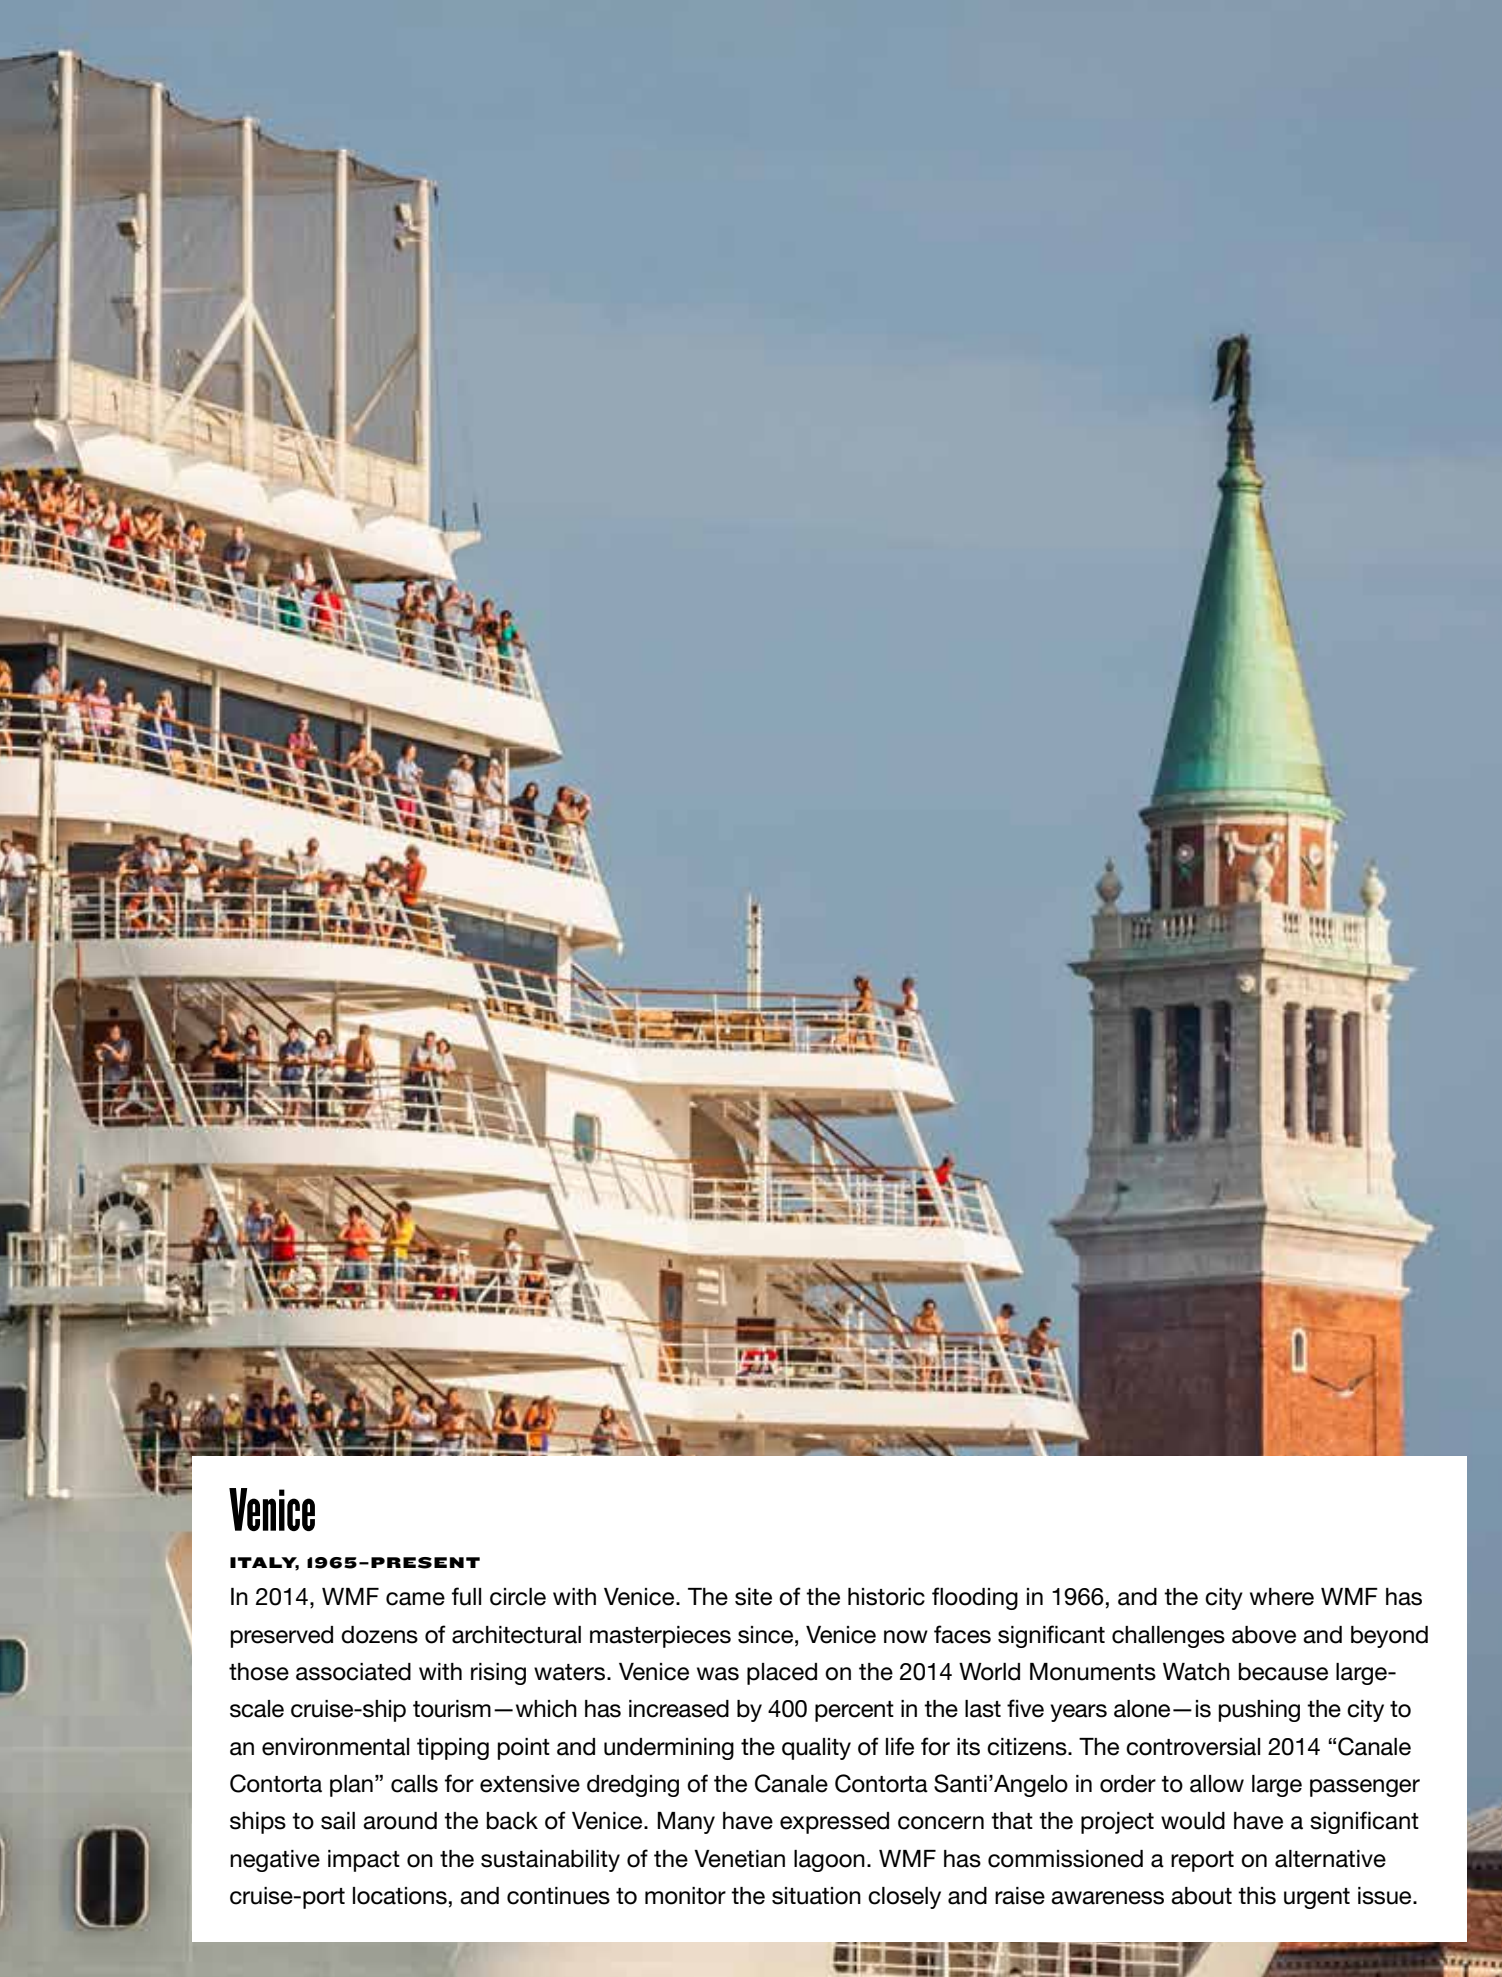 Venice
ITALY, 1965–PRESENT
In 2014, WMF came full circle with Venice. The site of the historic flooding in 1966, and the city where WMF has
preserved dozens of architectural masterpieces since, Venice now faces significant challenges above and beyond
those associated with rising waters. Venice was placed on the 2014 World Monuments Watch because large-
scale cruise-ship tourism—which has increased by 400 percent in the last five years alone—is pushing the city to
an environmental tipping point and undermining the quality of life for its citizens. The controversial 2014 “Canale
Contorta plan” calls for extensive dredging of the Canale Contorta Santi’Angelo in order to allow large passenger
ships to sail around the back of Venice. Many have expressed concern that the project would have a significant
negative impact on the sustainability of the Venetian lagoon. WMF has commissioned a report on alternative
cruise-port locations, and continues to monitor the situation closely and raise awareness about this urgent issue.